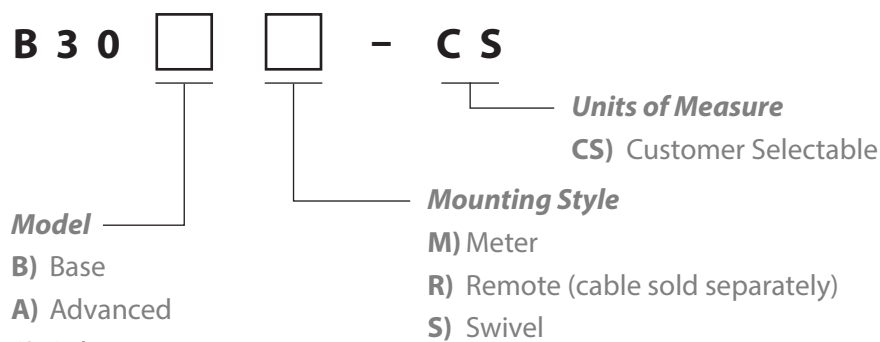 B 3 0 □ □ – C S
Units of Measure
CS) Customer Selectable
Mounting Style
M) Meter
R) Remote (cable sold separately)
S) Swivel
Model
B) Base
A) Advanced